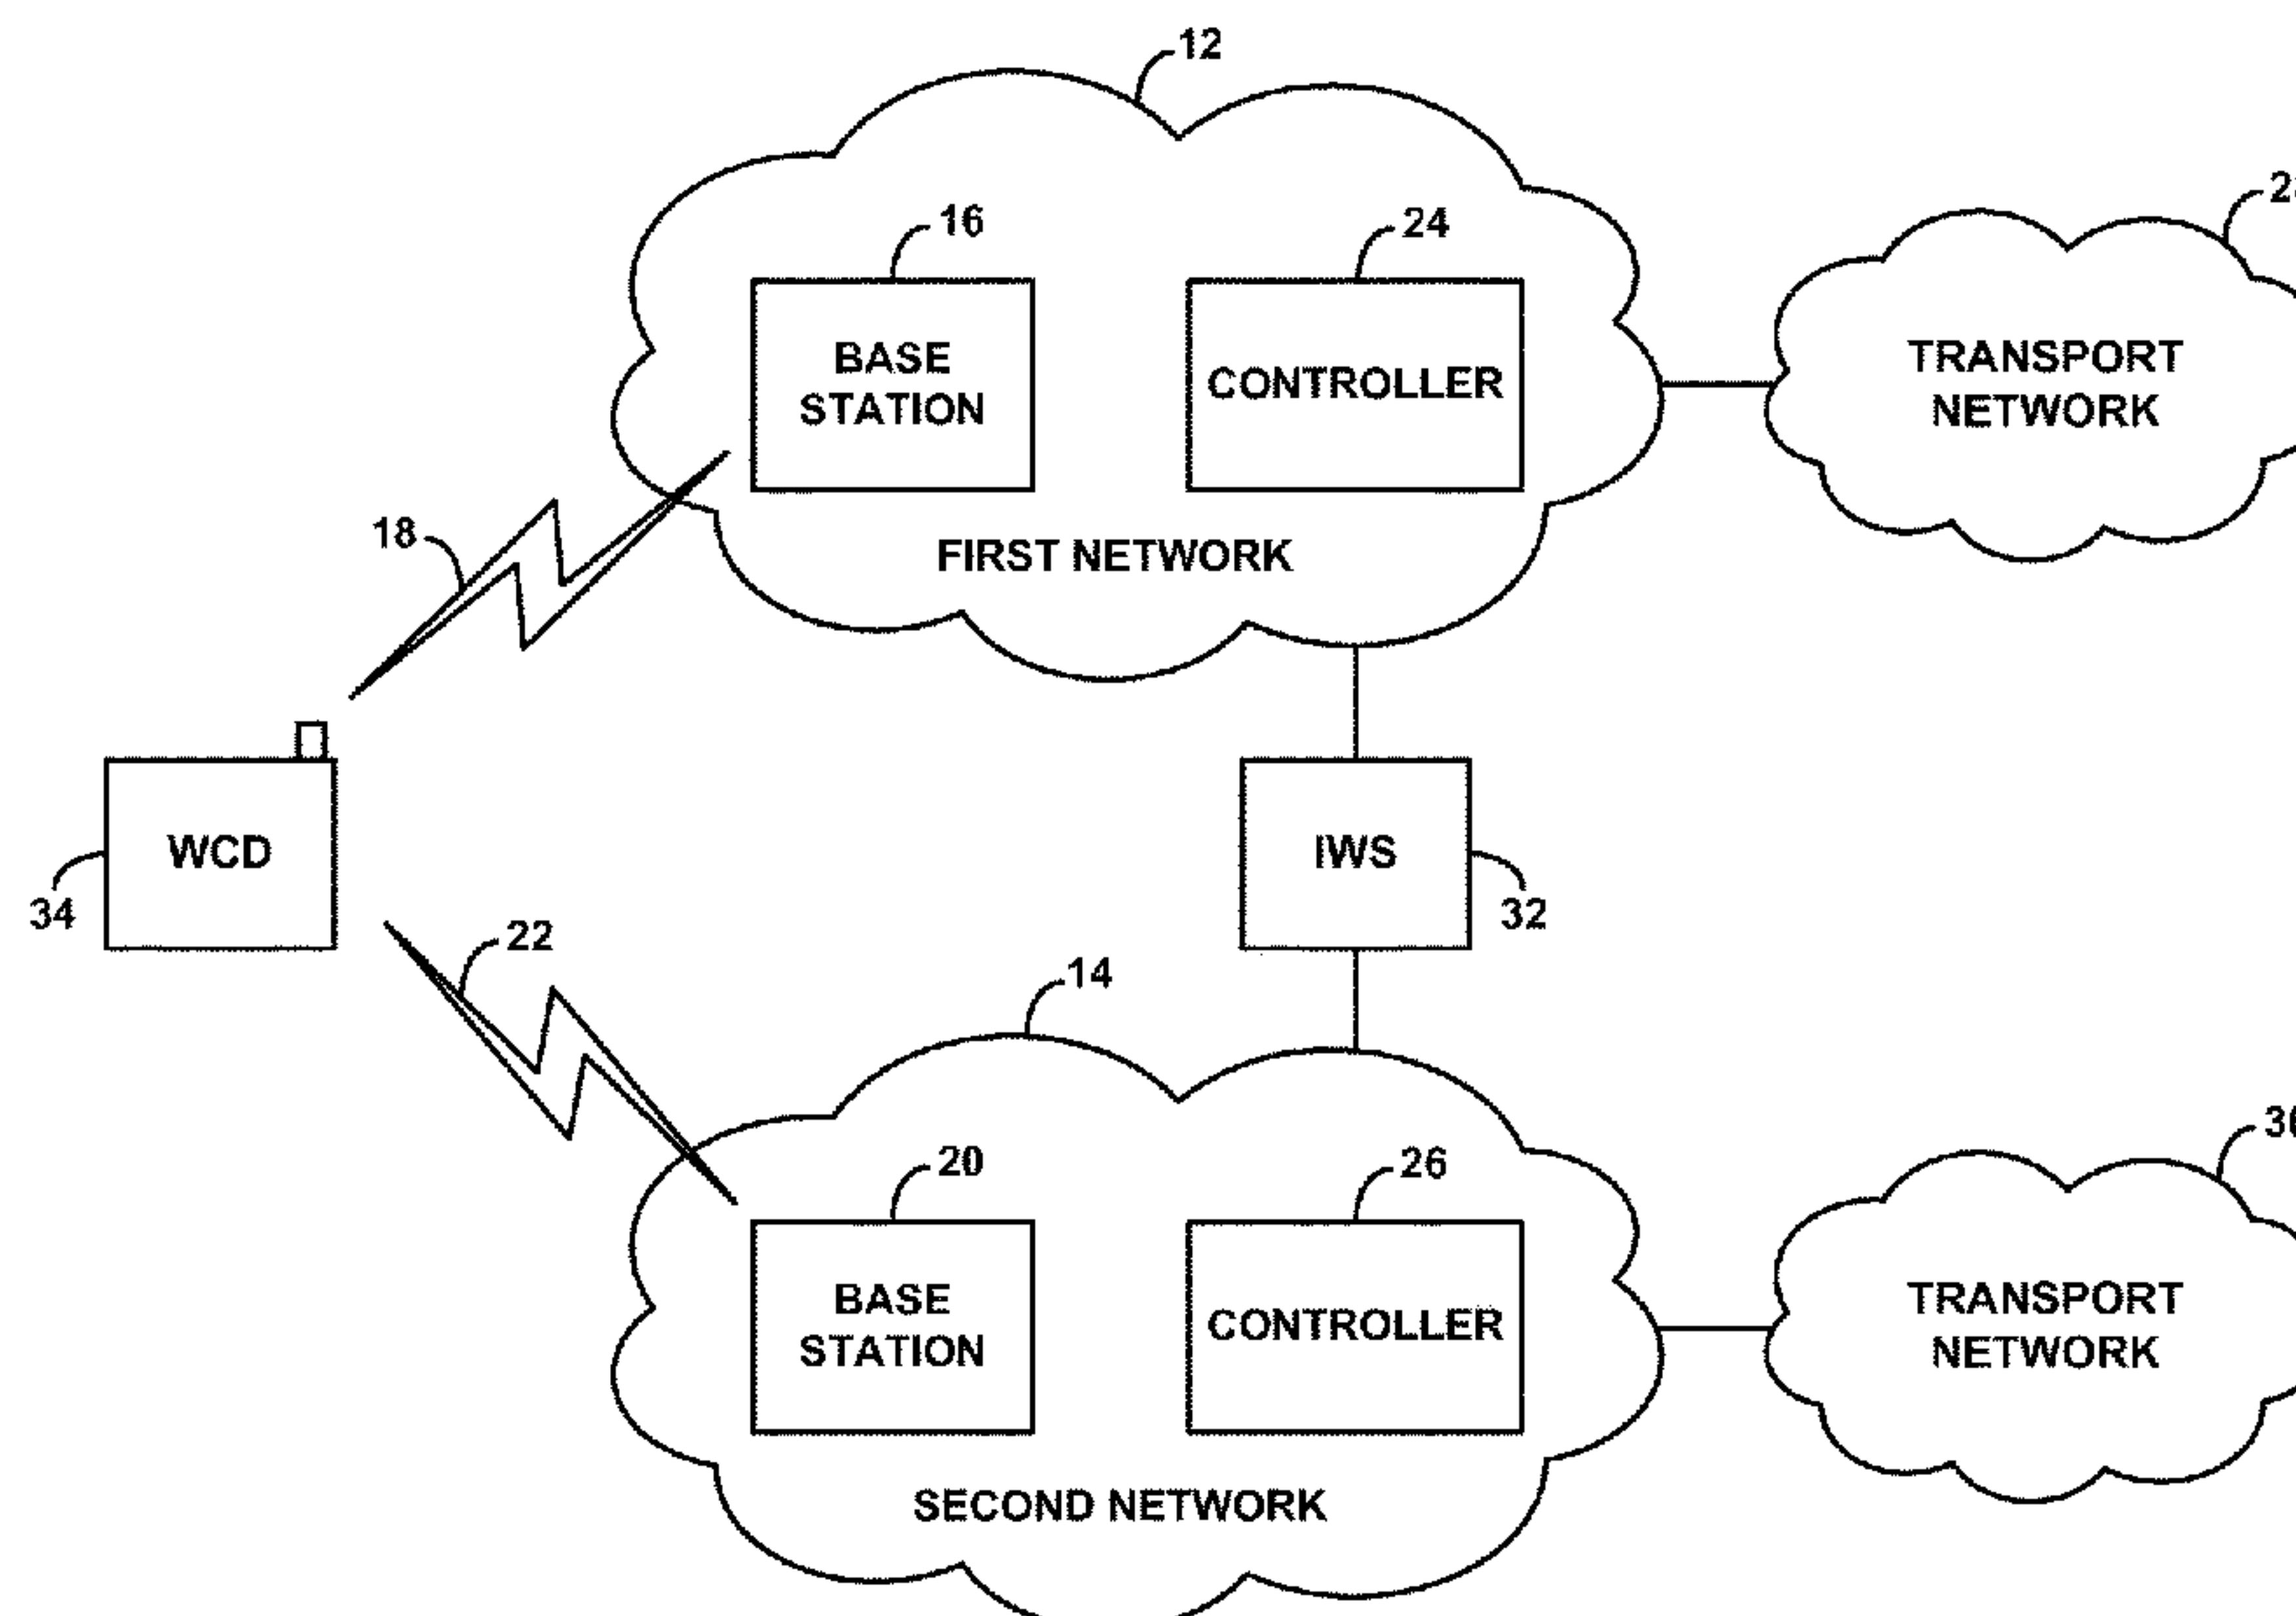 12
16
24
BASE
STATION
CONTROLLER
TRANSPORT
NETWORK
18
FIRST NETWORK
WCD
IWS
34
32
22
14
20
26
BASE
STATION
CONTROLLER
TRANSPORT
NETWORK
SECOND NETWORK